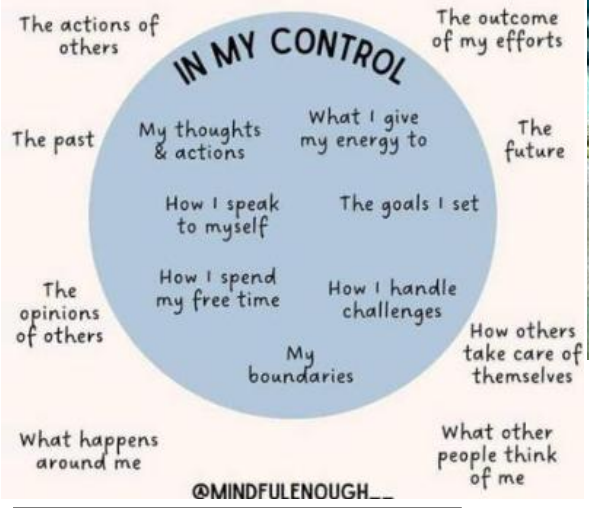 The actions of
others
The outcome
of my efforts
IN MY CONTROL
The past
My thoughts
& actions
What I give
my energy to
The
future
How I speak
to myself
The goals I set
The
opinions
of others
How I spend
my free time
How I handle
challenges
My
boundaries
How others
take care of
themselves
What happens
around me
What other
people think
of me
@MINDFULENOUGH__